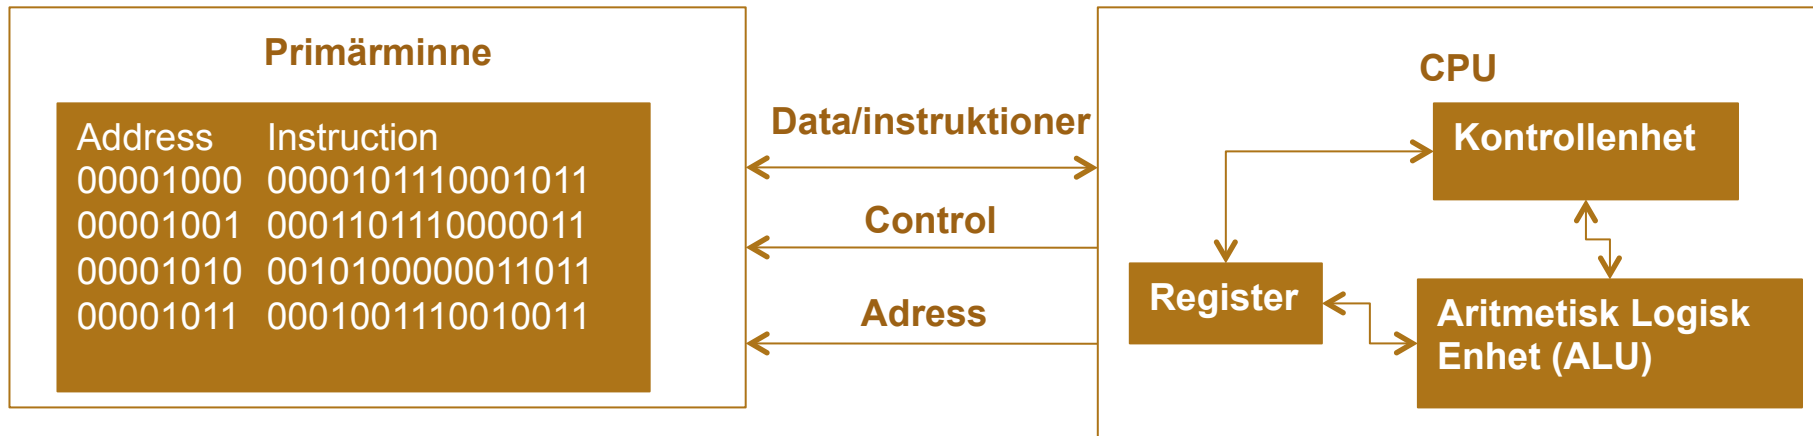 Primärminne
Address Instruction
00001000 0000101110001011
00001001 0001101110000011
00001010 0010100000011011
00001011 0001001110010011
Data/instruktioner
Control
Adress
CPU
Kontrollenhet
Register
Aritmetisk Logisk
Enhet (ALU)